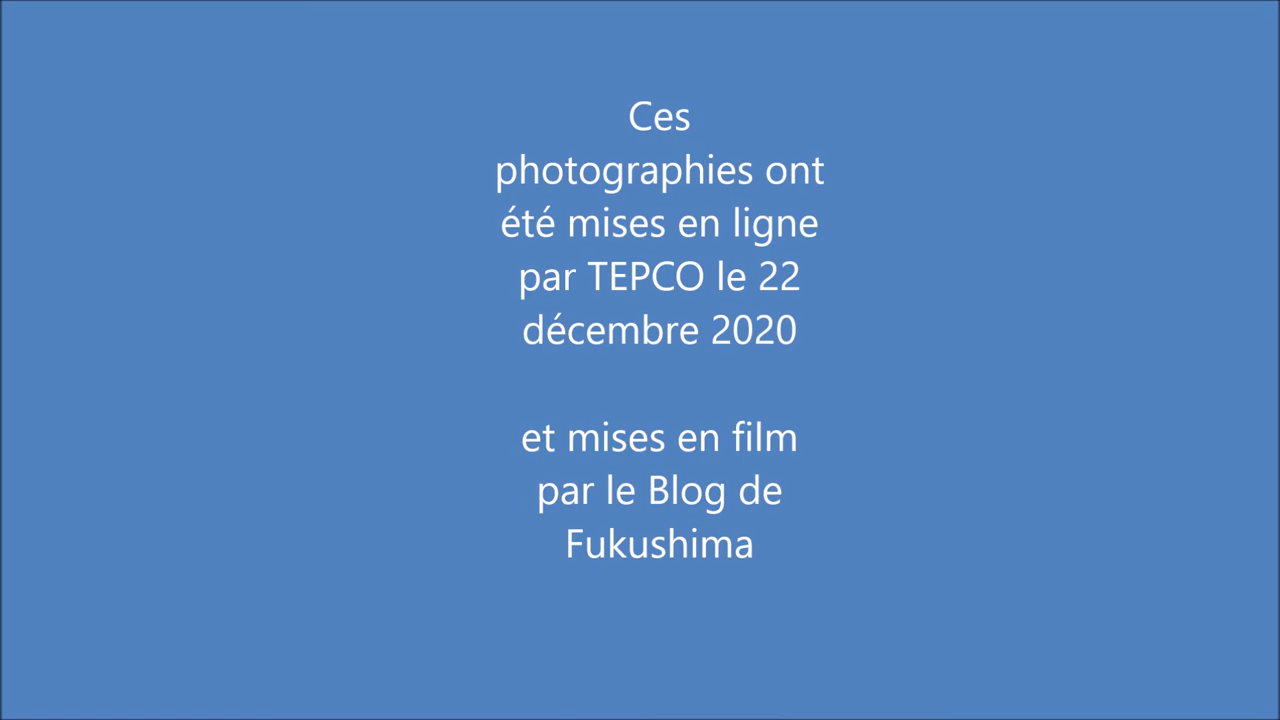 Ces
photographies ont
été mises en ligne
par TEPCO le 22
décembre 2020
et mises en film
par le Blog de
Fukushima